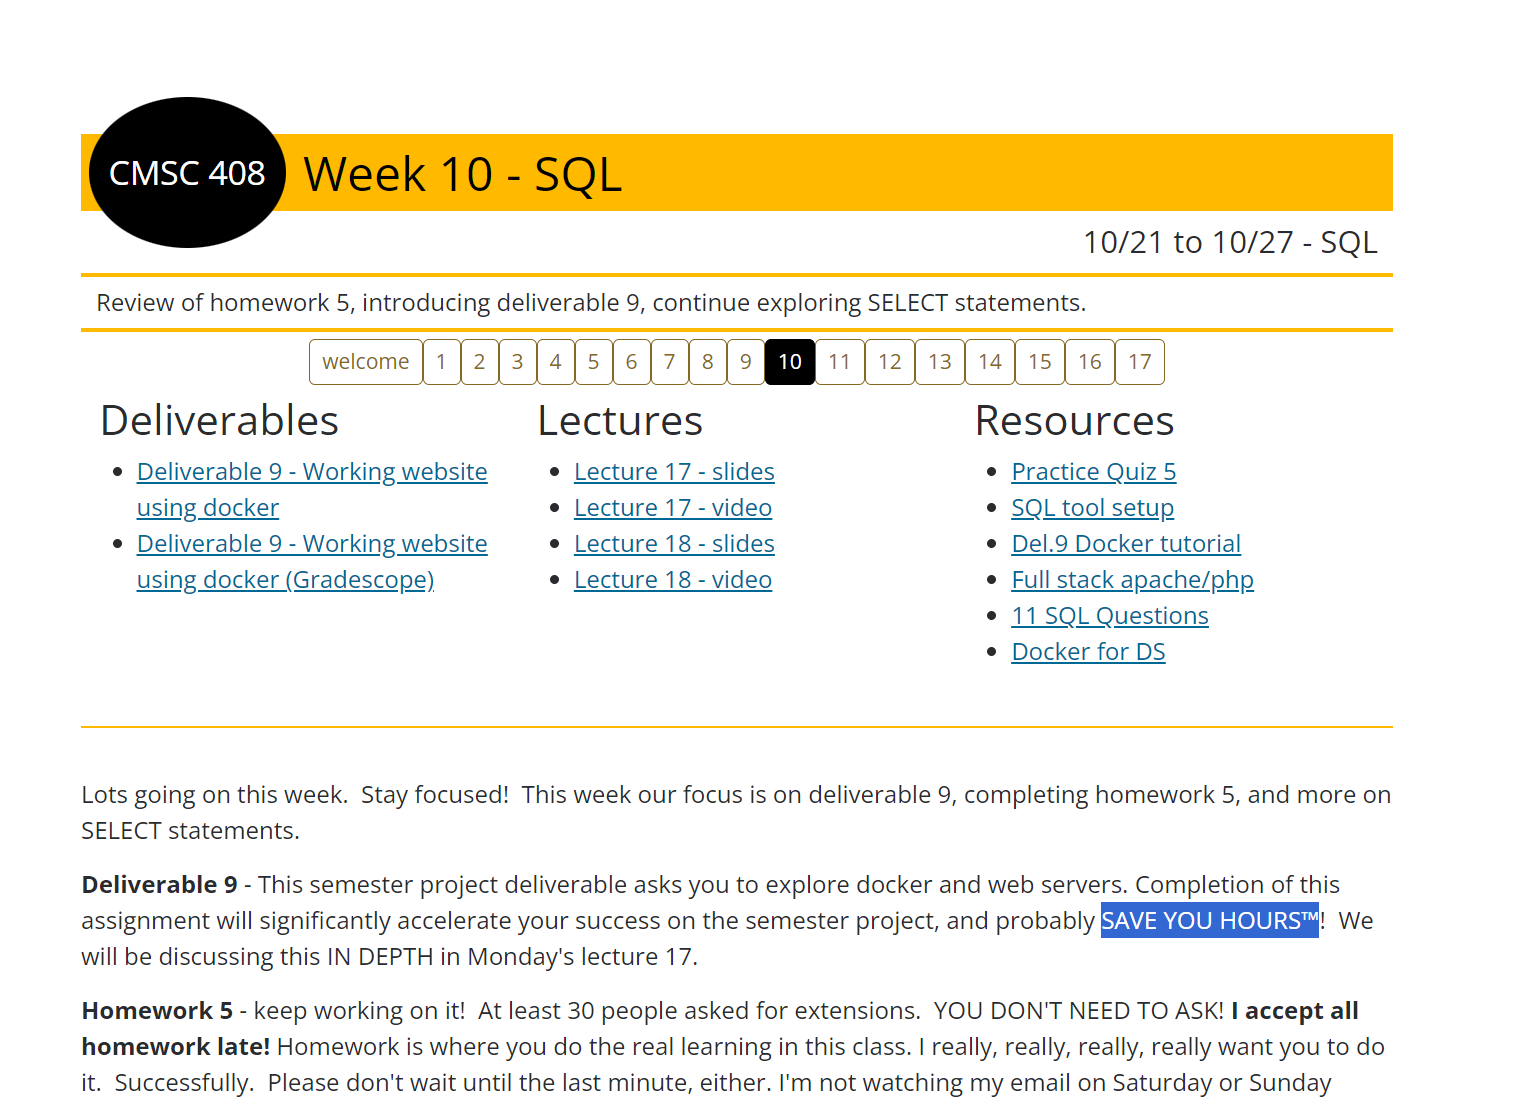 CMSC 408
Week 10 - SQL
10/21 to 10/27 - SQL
Review of homework 5, introducing deliverable 9, continue exploring SELECT statements.
welcome 1 2 3 4 5 6 7 8 9 10 11 12 13 14 15 16 17
Deliverables
Deliverable 9 - Working website
using docker
Deliverable 9 - Working website
using docker (Gradescope)
Lectures
Lecture 17 - slides
Lecture 17 - video
Lecture 18 - slides
Lecture 18 - video
Resources
Practice Quiz 5
SQL tool setup
Del.9 Docker tutorial
Full stack apache/php
11 SQL Questions
Docker for DS
Lots going on this week.  Stay focused!  This week our focus is on deliverable 9, completing homework 5, and more on
SELECT statements.
Deliverable 9 - This semester project deliverable asks you to explore docker and web servers. Completion of this
assignment will significantly accelerate your success on the semester project, and probably SAVE YOU HOURS™!  We
will be discussing this IN DEPTH in Monday's lecture 17.
Homework 5 - keep working on it!  At least 30 people asked for extensions.  YOU DON'T NEED TO ASK! I accept all
homework late! Homework is where you do the real learning in this class. I really, really, really, really want you to do
it.  Successfully.  Please don't wait until the last minute, either. I'm not watching my email on Saturday or Sunday